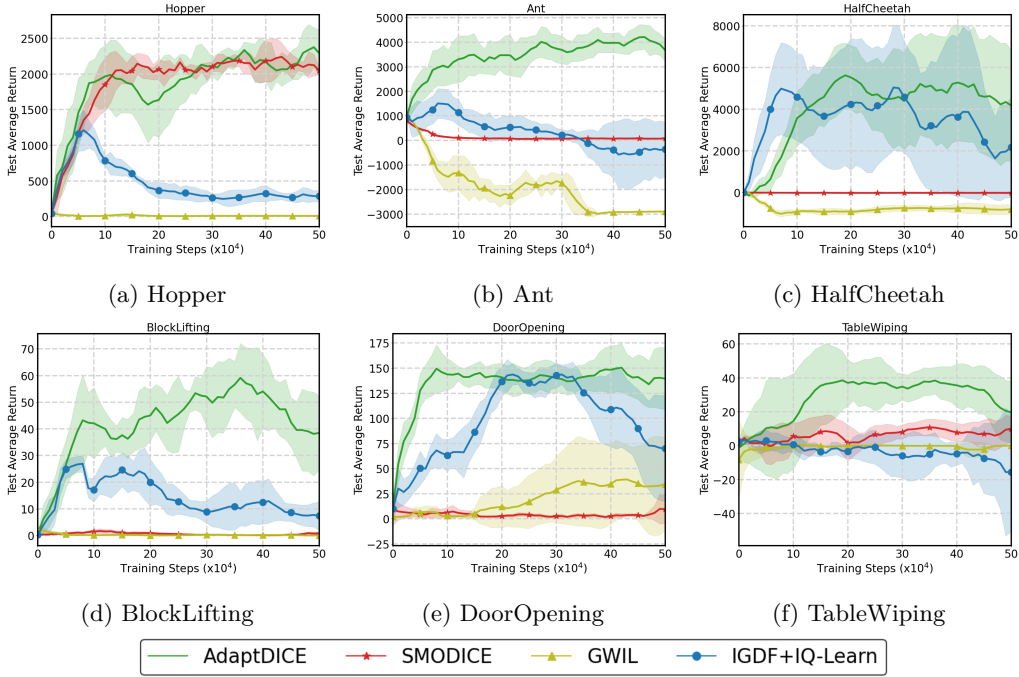 Hopper
Test Average Return
2500
2000
1500
1000
500
0
0 10 20 30 40 50
Training Steps (x10⁴)
(a) Hopper
Ant
Test Average Return
5000
4000
3000
2000
1000
0
−1000
−2000
−3000
0 10 20 30 40 50
Training Steps (x10⁴)
(b) Ant
HalfCheetah
Test Average Return
8000
6000
4000
2000
0
0 10 20 30 40 50
Training Steps (x10⁴)
(c) HalfCheetah
BlockLifting
Test Average Return
70
60
50
40
30
20
10
0
0 10 20 30 40 50
Training Steps (x10⁴)
(d) BlockLifting
DoorOpening
Test Average Return
175
150
125
100
75
50
25
0
−25
0 10 20 30 40 50
Training Steps (x10⁴)
(e) DoorOpening
TableWiping
Test Average Return
60
40
20
0
−20
−40
0 10 20 30 40 50
Training Steps (x10⁴)
(f) TableWiping
AdaptDICE SMODICE GWIL IGDF+IQ-Learn